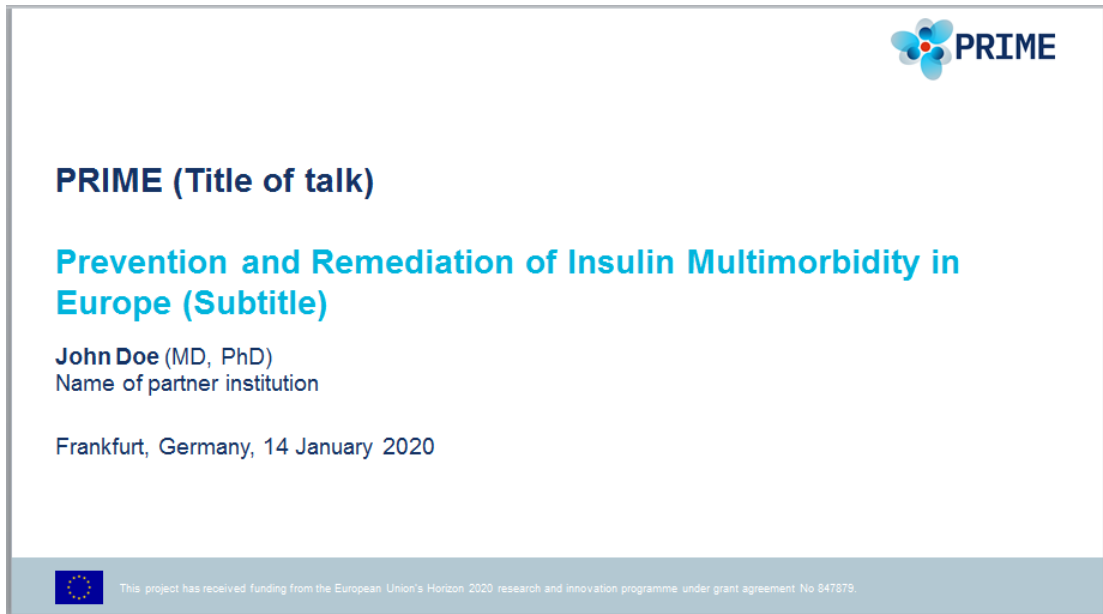 PRIME
PRIME (Title of talk)
Prevention and Remediation of Insulin Multimorbidity in
Europe (Subtitle)
John Doe (MD, PhD)
Name of partner institution
Frankfurt, Germany, 14 January 2020
This project has received funding from the European Union's Horizon 2020 research and innovation programme under grant agreement No 847879.